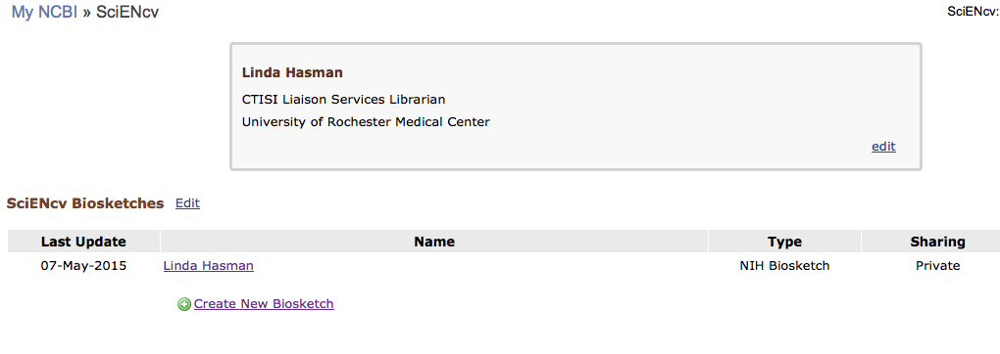 My NCBI » SciENcv
SciENcv:
Linda Hasman
CTISI Liaison Services Librarian
University of Rochester Medical Center
edit
SciENcv Biosketches Edit
Last Update Name Type Sharing
07-May-2015 Linda Hasman NIH Biosketch Private
Create New Biosketch